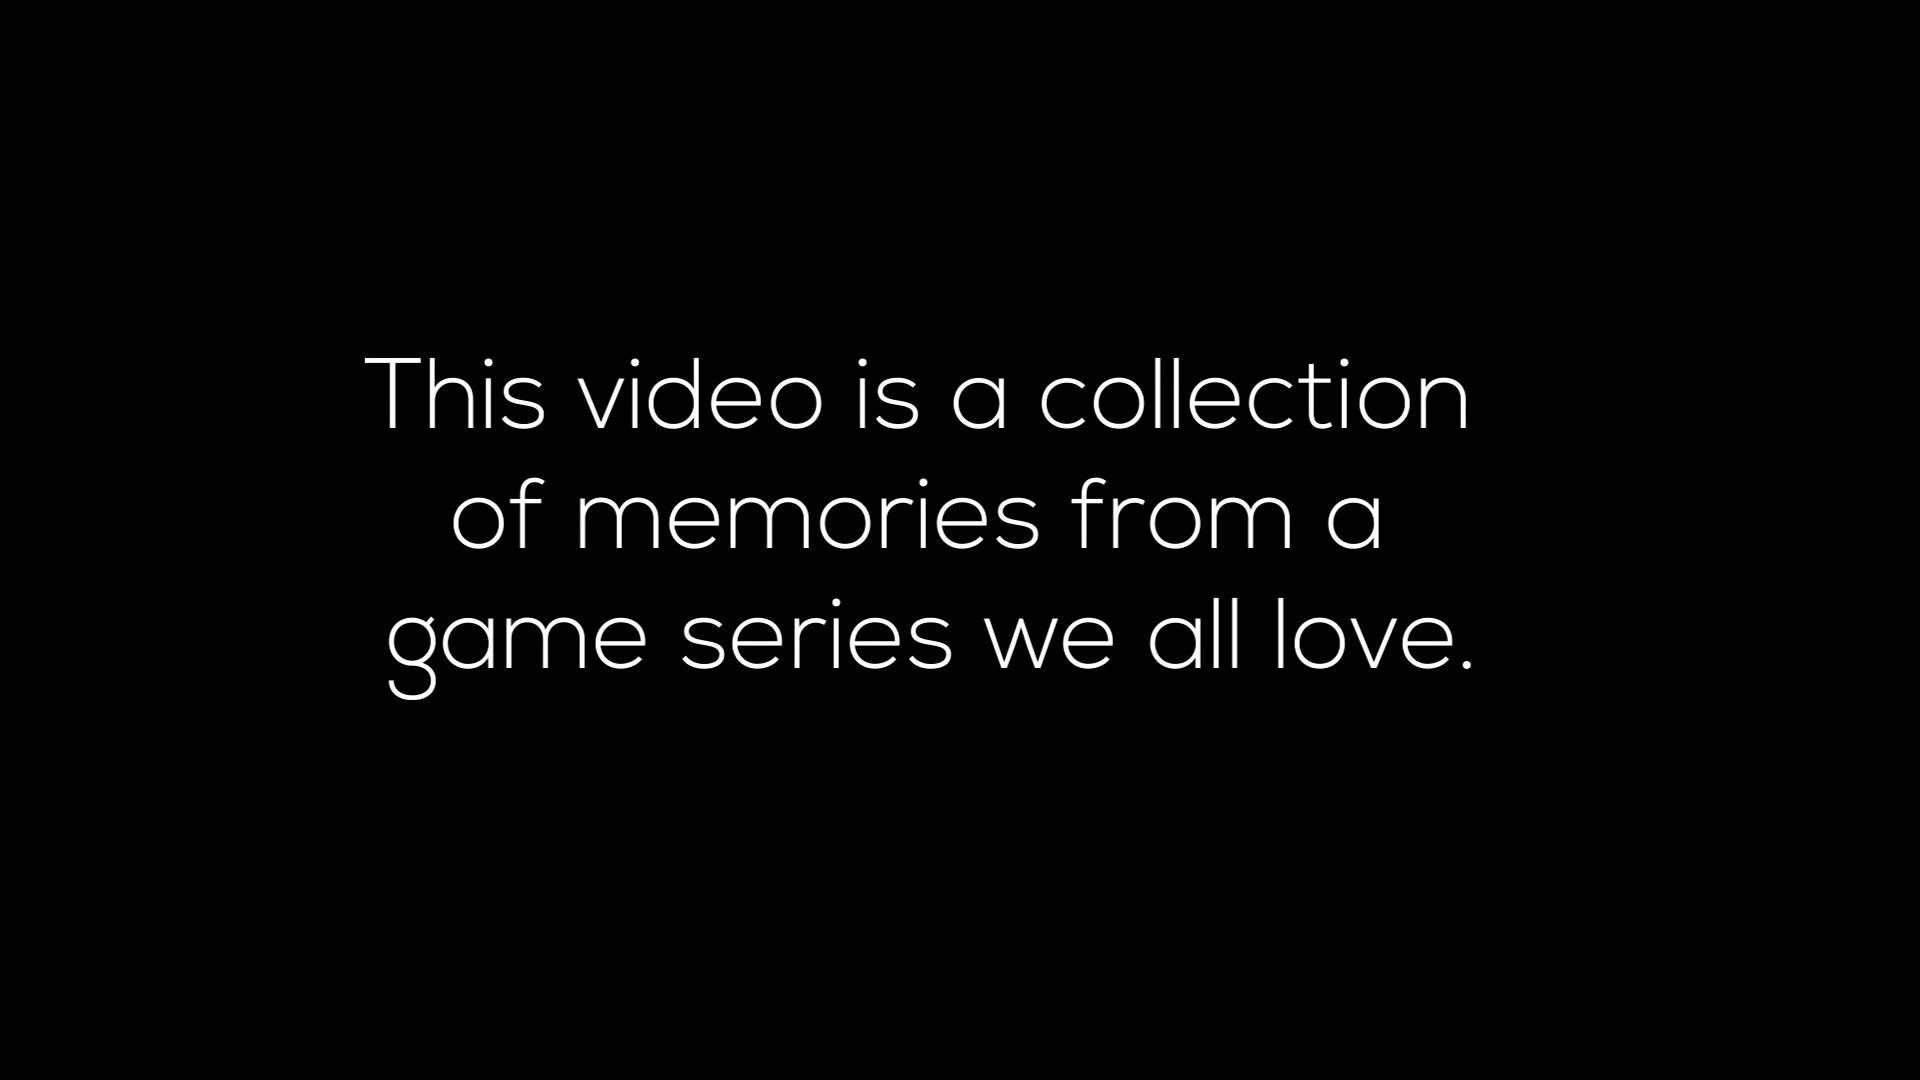 This video is a collection
of memories from a
game series we all love.